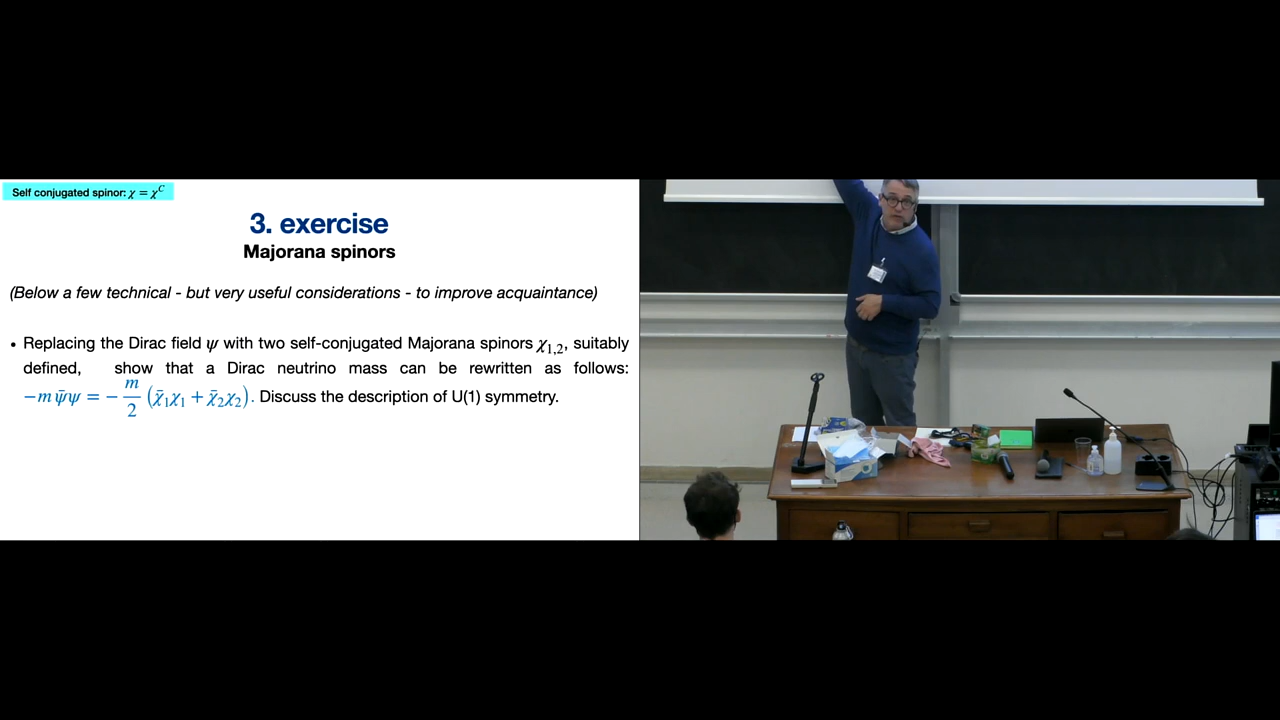 Self conjugated spinor: χ = χ^C
3. exercise
Majorana spinors
(Below a few technical - but very useful considerations - to improve acquaintance)
• Replacing the Dirac field ψ with two self-conjugated Majorana spinors χ_{1,2}, suitably
defined, show that a Dirac neutrino mass can be rewritten as follows:
−m ψ̄ψ = − m/2 (χ̄_1χ_1 + χ̄_2χ_2). Discuss the description of U(1) symmetry.